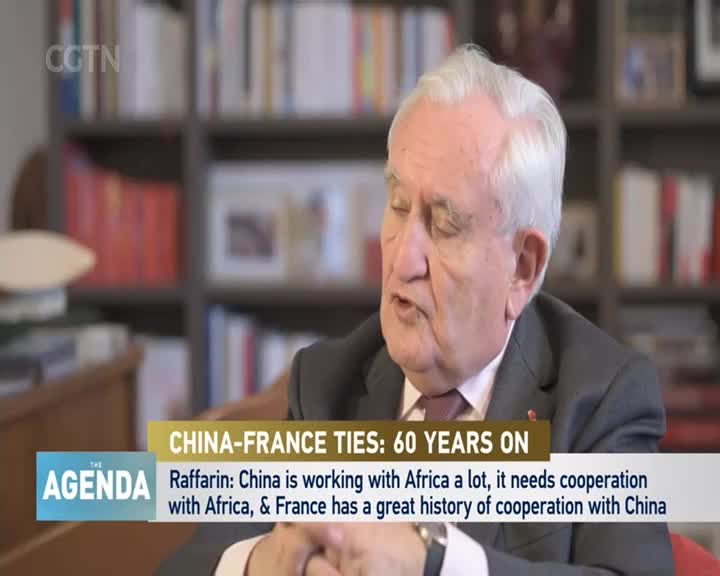 CGTN
CHINA-FRANCE TIES: 60 YEARS ON
THE
AGENDA
Raffarin: China is working with Africa a lot, it needs cooperation
with Africa, & France has a great history of cooperation with China